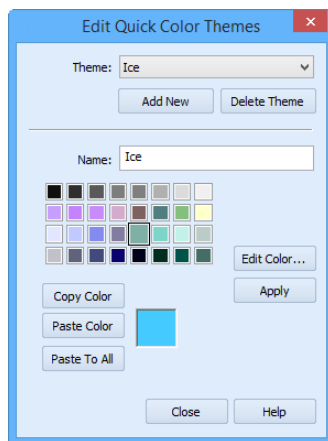 Edit Quick Color Themes
Theme: Ice
Add New Delete Theme
Name: Ice
Edit Color...
Copy Color Apply
Paste Color
Paste To All
Close Help